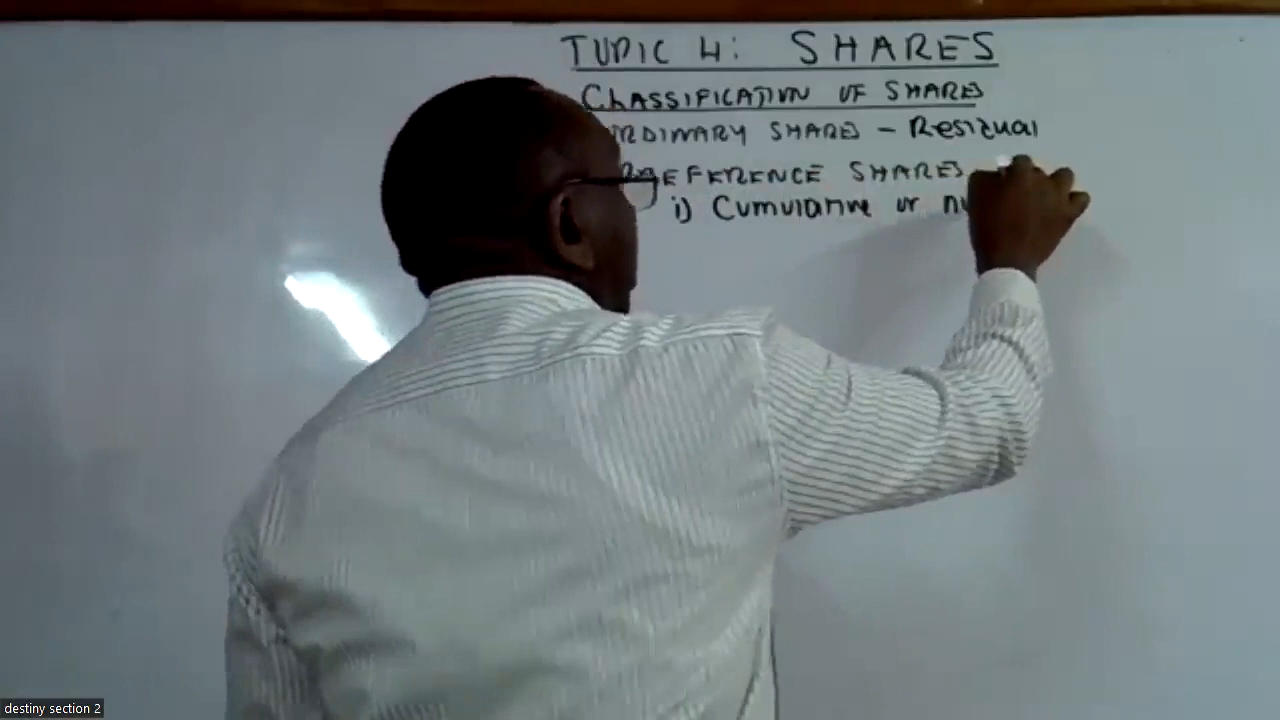 TOPIC 4: SHARES
CLASSIFICATION OF SHARES
ORDINARY SHARES - Residual
PREFERENCE SHARES
i) Cumulative or
destiny section 2